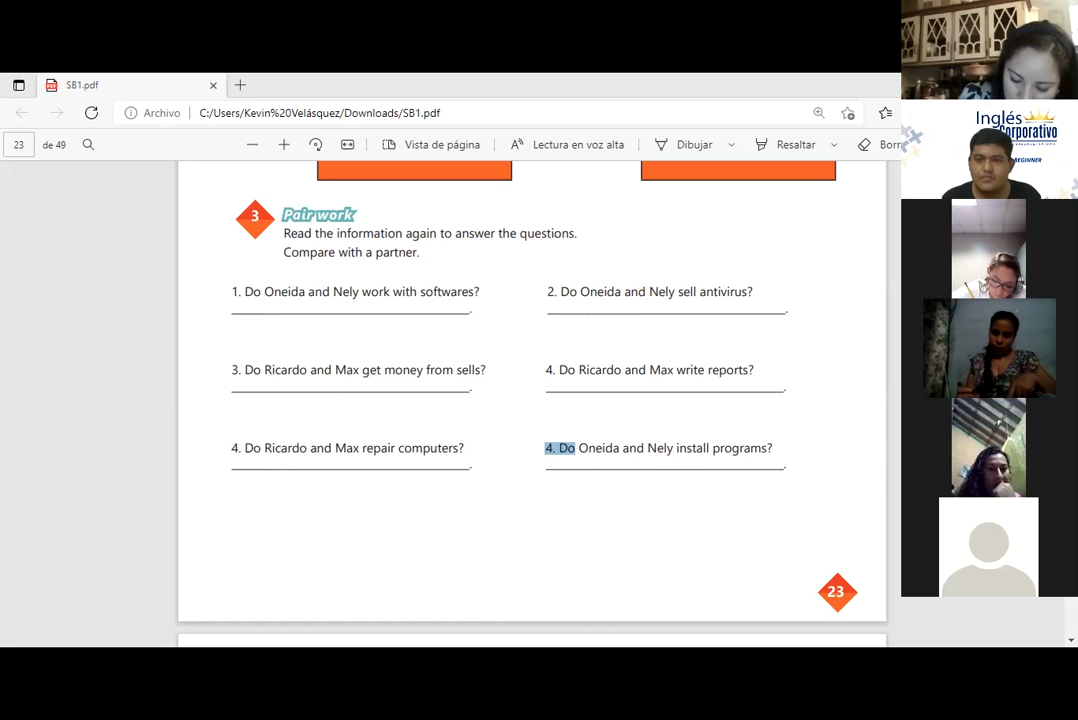 SB1.pdf
Archivo
C:/Users/Kevin%20Velásquez/Downloads/SB1.pdf
23
de 49
Vista de página
A
Lectura en voz alta
Dibujar
Resaltar
Borr
3
Pair work
Read the information again to answer the questions.
Compare with a partner.
1. Do Oneida and Nely work with softwares?
2. Do Oneida and Nely sell antivirus?
3. Do Ricardo and Max get money from sells?
4. Do Ricardo and Max write reports?
4. Do Ricardo and Max repair computers?
4. Do Oneida and Nely install programs?
23
Inglés
Corporativo
BEGINNER